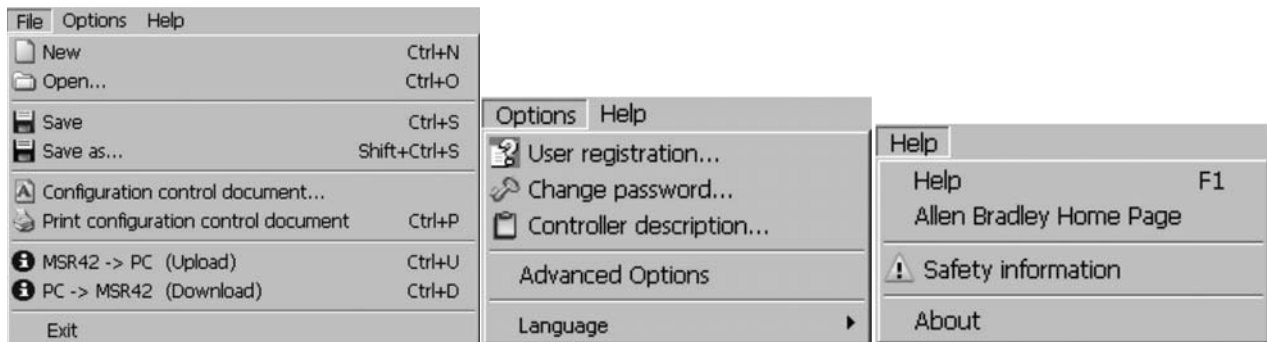 File Options Help
New Ctrl+N
Open... Ctrl+O
Save Ctrl+S
Save as... Shift+Ctrl+S
Configuration control document...
Print configuration control document Ctrl+P
MSR42 -> PC (Upload) Ctrl+U
PC -> MSR42 (Download) Ctrl+D
Exit
Options Help
User registration...
Change password...
Controller description...
Advanced Options
Language
Help
Help F1
Allen Bradley Home Page
Safety information
About